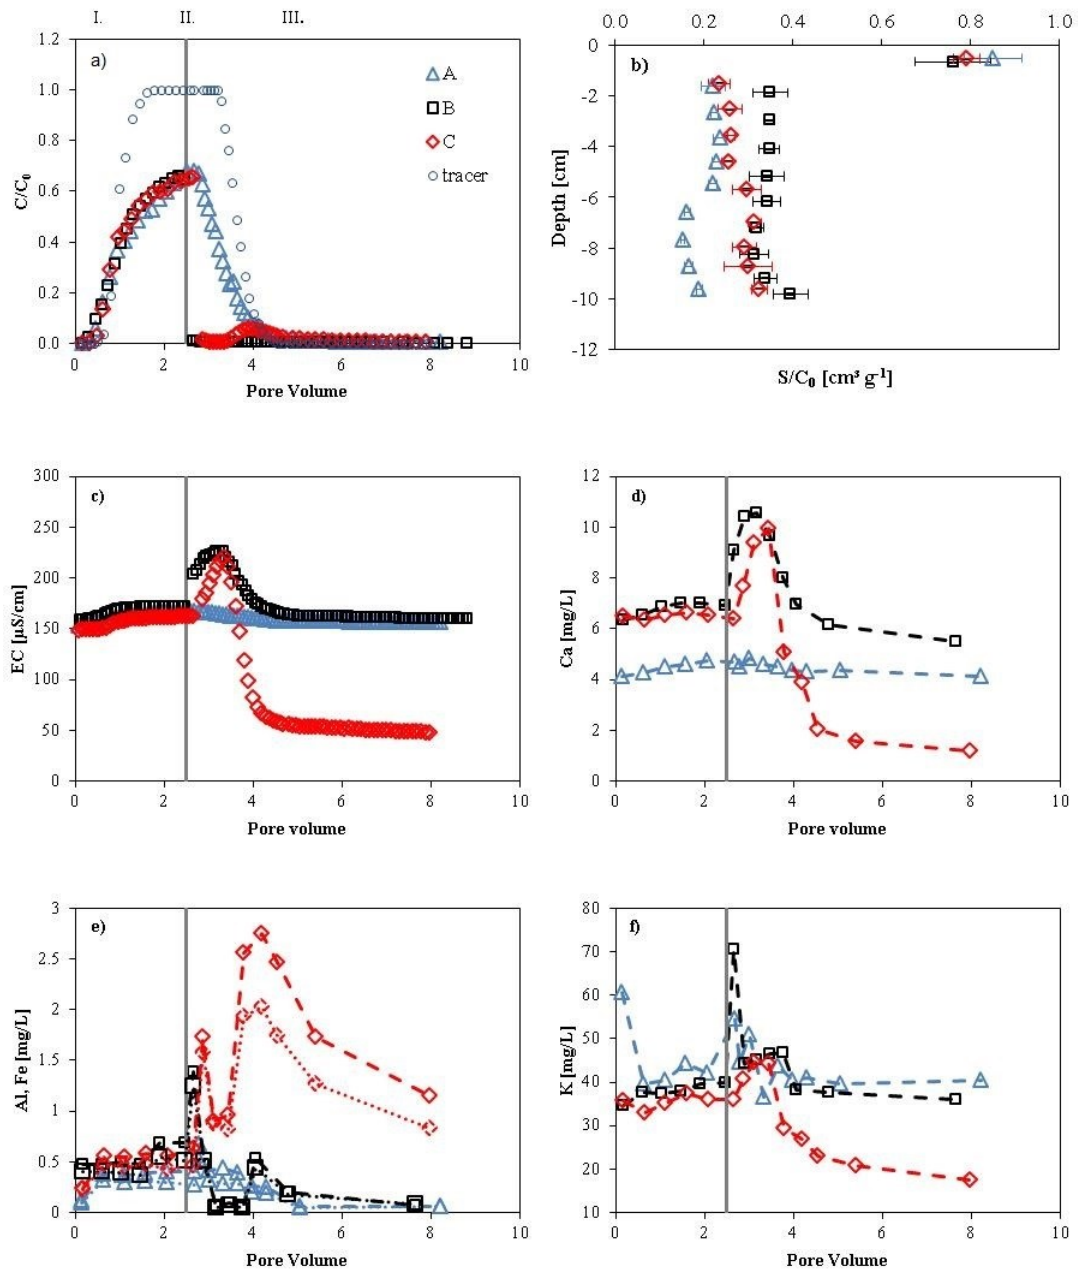 I. II. III.
a)
1.2
1.0
0.8
0.6
0.4
0.2
0.0
C/C₀
A
B
C
tracer
0 2 4 6 8 10
Pore Volume
0.0 0.2 0.4 0.6 0.8 1.0
b)
0
-2
-4
-6
-8
-10
-12
Depth [cm]
S/C₀ [cm³ g⁻¹]
c)
300
250
200
150
100
50
0
EC [µS/cm]
0 2 4 6 8 10
Pore volume
d)
12
10
8
6
4
2
0
Ca [mg/L]
0 2 4 6 8 10
Pore volume
e)
3
2.5
2
1.5
1
0.5
0
Al, Fe [mg/L]
0 2 4 6 8 10
Pore Volume
f)
80
70
60
50
40
30
20
10
K [mg/L]
0 2 4 6 8 10
Pore Volume